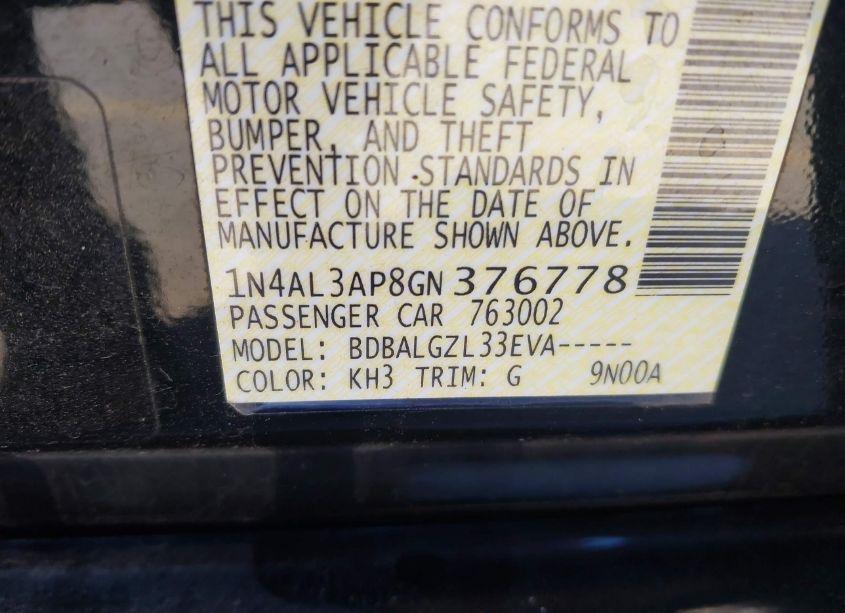 THIS VEHICLE CONFORMS TO
ALL APPLICABLE FEDERAL
MOTOR VEHICLE SAFETY,
BUMPER, AND THEFT
PREVENTION STANDARDS IN
EFFECT ON THE DATE OF
MANUFACTURE SHOWN ABOVE.
1N4AL3AP8GN376778
PASSENGER CAR 763002
MODEL: BDBALGZL33EVA-----
COLOR: KH3 TRIM: G 9N00A